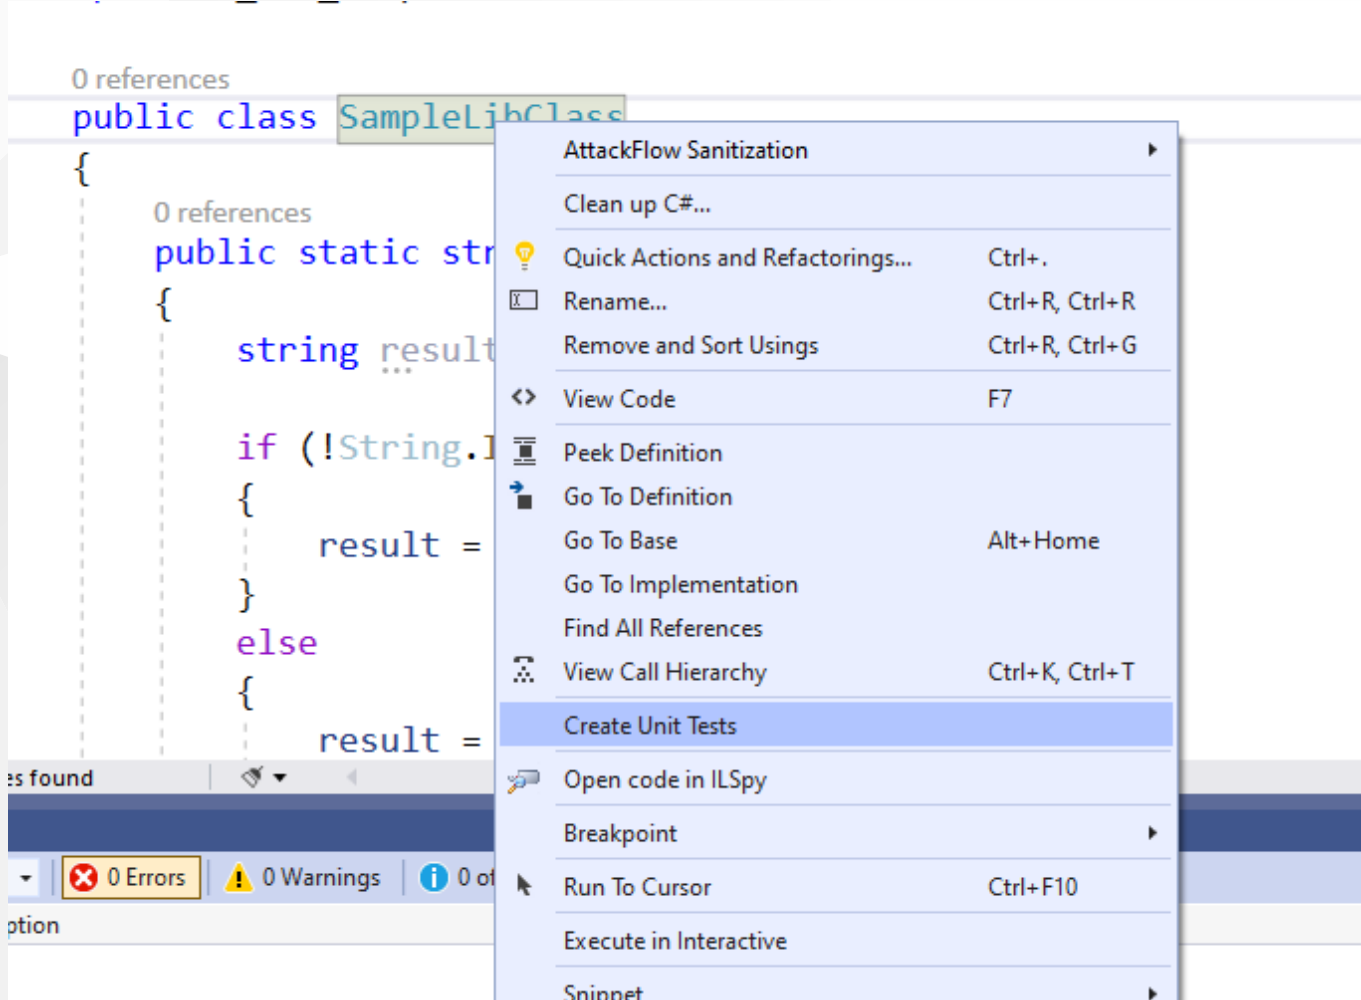 0 references
public class SampleLibClass
{
0 references
public static str
{
string result
if (!String.I
{
result =
}
else
{
result =
AttackFlow Sanitization
Clean up C#...
Quick Actions and Refactorings... Ctrl+.
Rename... Ctrl+R, Ctrl+R
Remove and Sort Usings Ctrl+R, Ctrl+G
View Code F7
Peek Definition
Go To Definition
Go To Base Alt+Home
Go To Implementation
Find All References
View Call Hierarchy Ctrl+K, Ctrl+T
Create Unit Tests
Open code in ILSpy
Breakpoint
Run To Cursor Ctrl+F10
Execute in Interactive
Snippet
es found
0 Errors 0 Warnings 0 of
ption